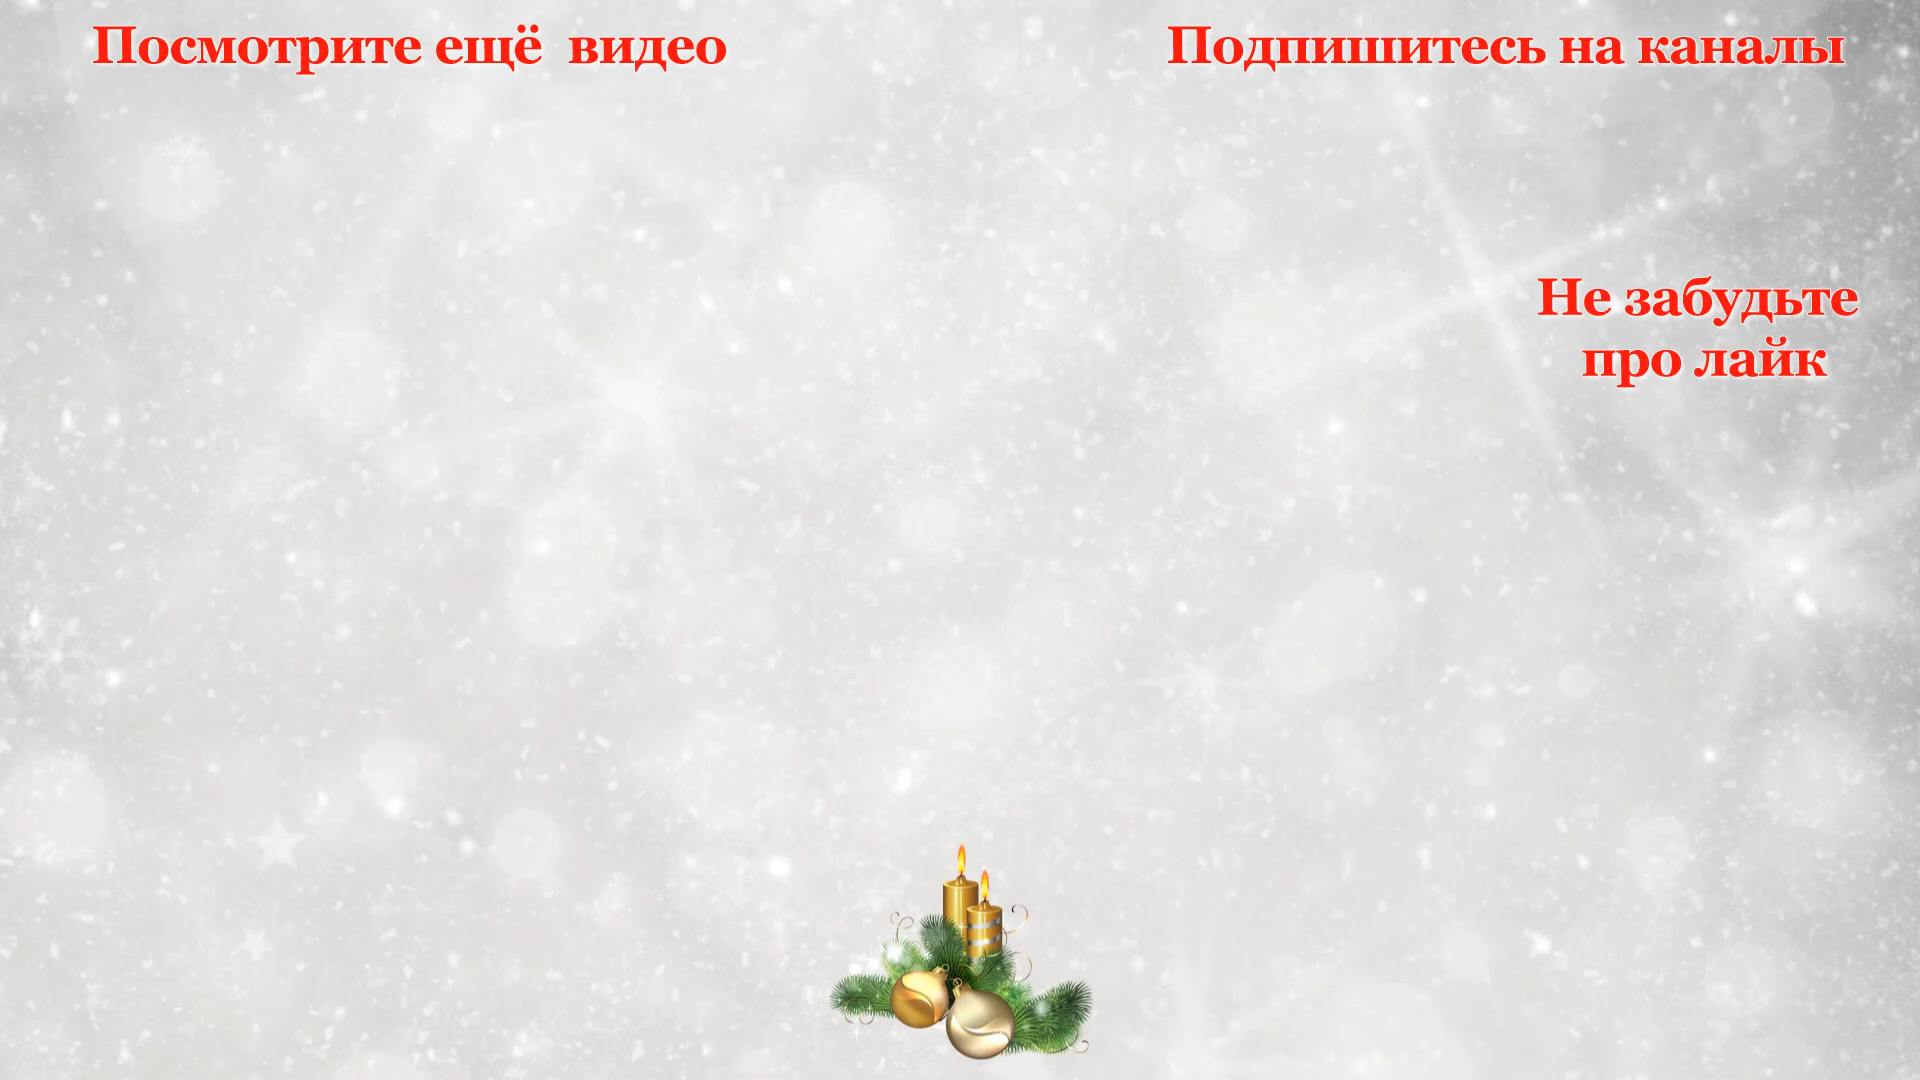 Посмотрите ещё видео
Подпишитесь на каналы
Не забудьте
про лайк